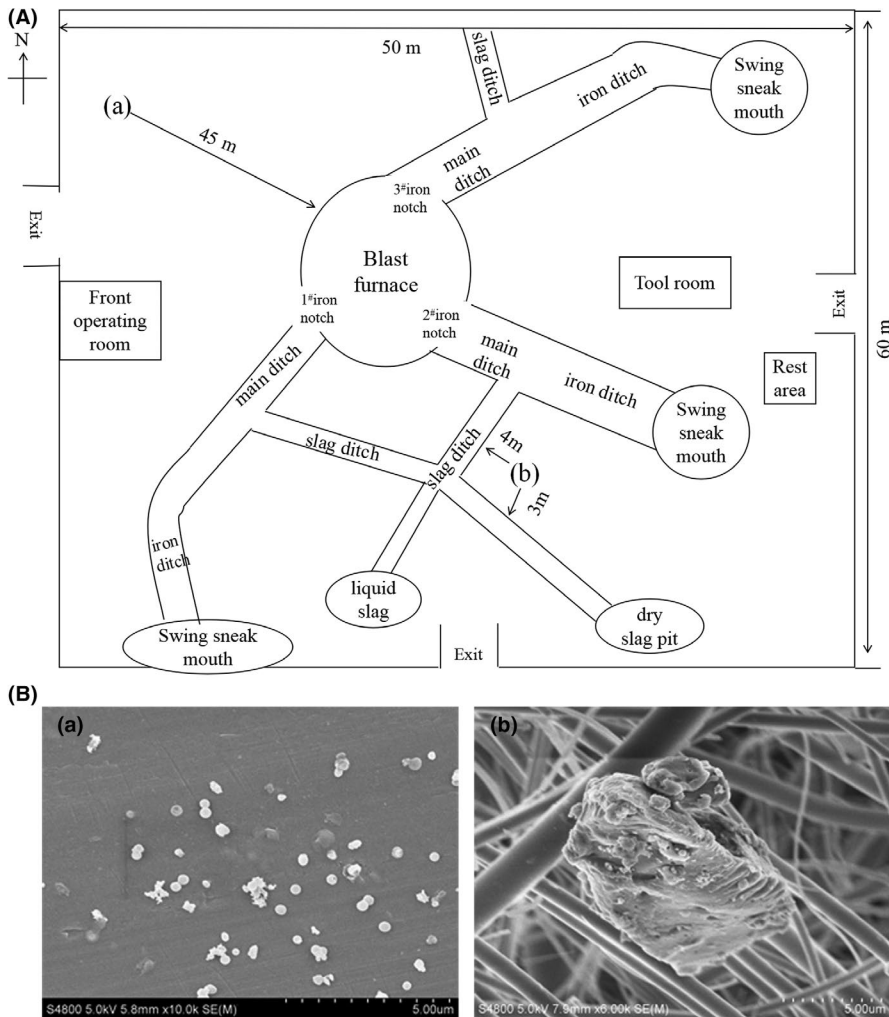 (A)
N
50 m
60 m
slag ditch
iron ditch
Swing
sneak
mouth
(a)
45 m
main
ditch
3#iron
notch
Exit
Blast
furnace
Tool room
Exit
Front
operating
room
1#iron
notch
2#iron
notch
main
ditch
iron ditch
Rest
area
main ditch
Swing
sneak
mouth
slag ditch
slag ditch
4m
(b)
3m
iron
ditch
liquid
slag
dry
slag pit
Swing sneak
mouth
Exit
(B)
(a)
S4800 5.0kV 5.8mm x10.0k SE(M)
5.00um
(b)
S4800 5.0kV 7.9mm x6.00k SE(M)
5.00um